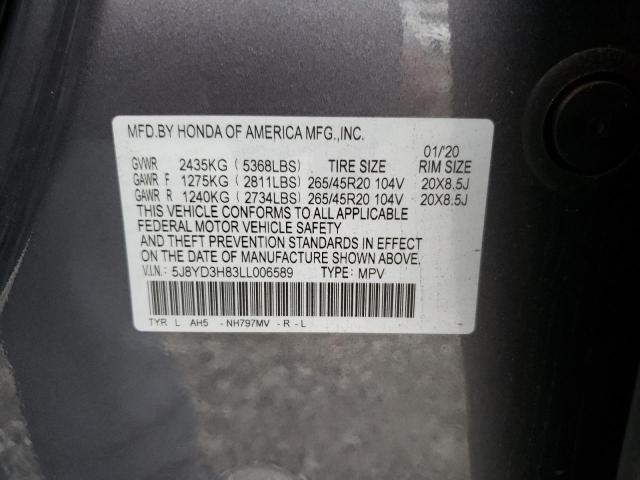 MFD.BY HONDA OF AMERICA MFG.,INC.
01/'20
GVWR 2435KG ( 5368LBS) TIRE SIZE RIM SIZE
GAWR F 1275KG ( 2811LBS) 265/45R20 104V 20X8.5J
GAWR R 1240KG ( 2734LBS) 265/45R20 104V 20X8.5J
THIS VEHICLE CONFORMS TO ALL APPLICABLE
FEDERAL MOTOR VEHICLE SAFETY
AND THEFT PREVENTION STANDARDS IN EFFECT
ON THE DATE OF MANUFACTURE SHOWN ABOVE.
V.I.N.: 5J8YD3H83LL006589 TYPE: MPV
TYR L AH5 - NH797MV - R - L